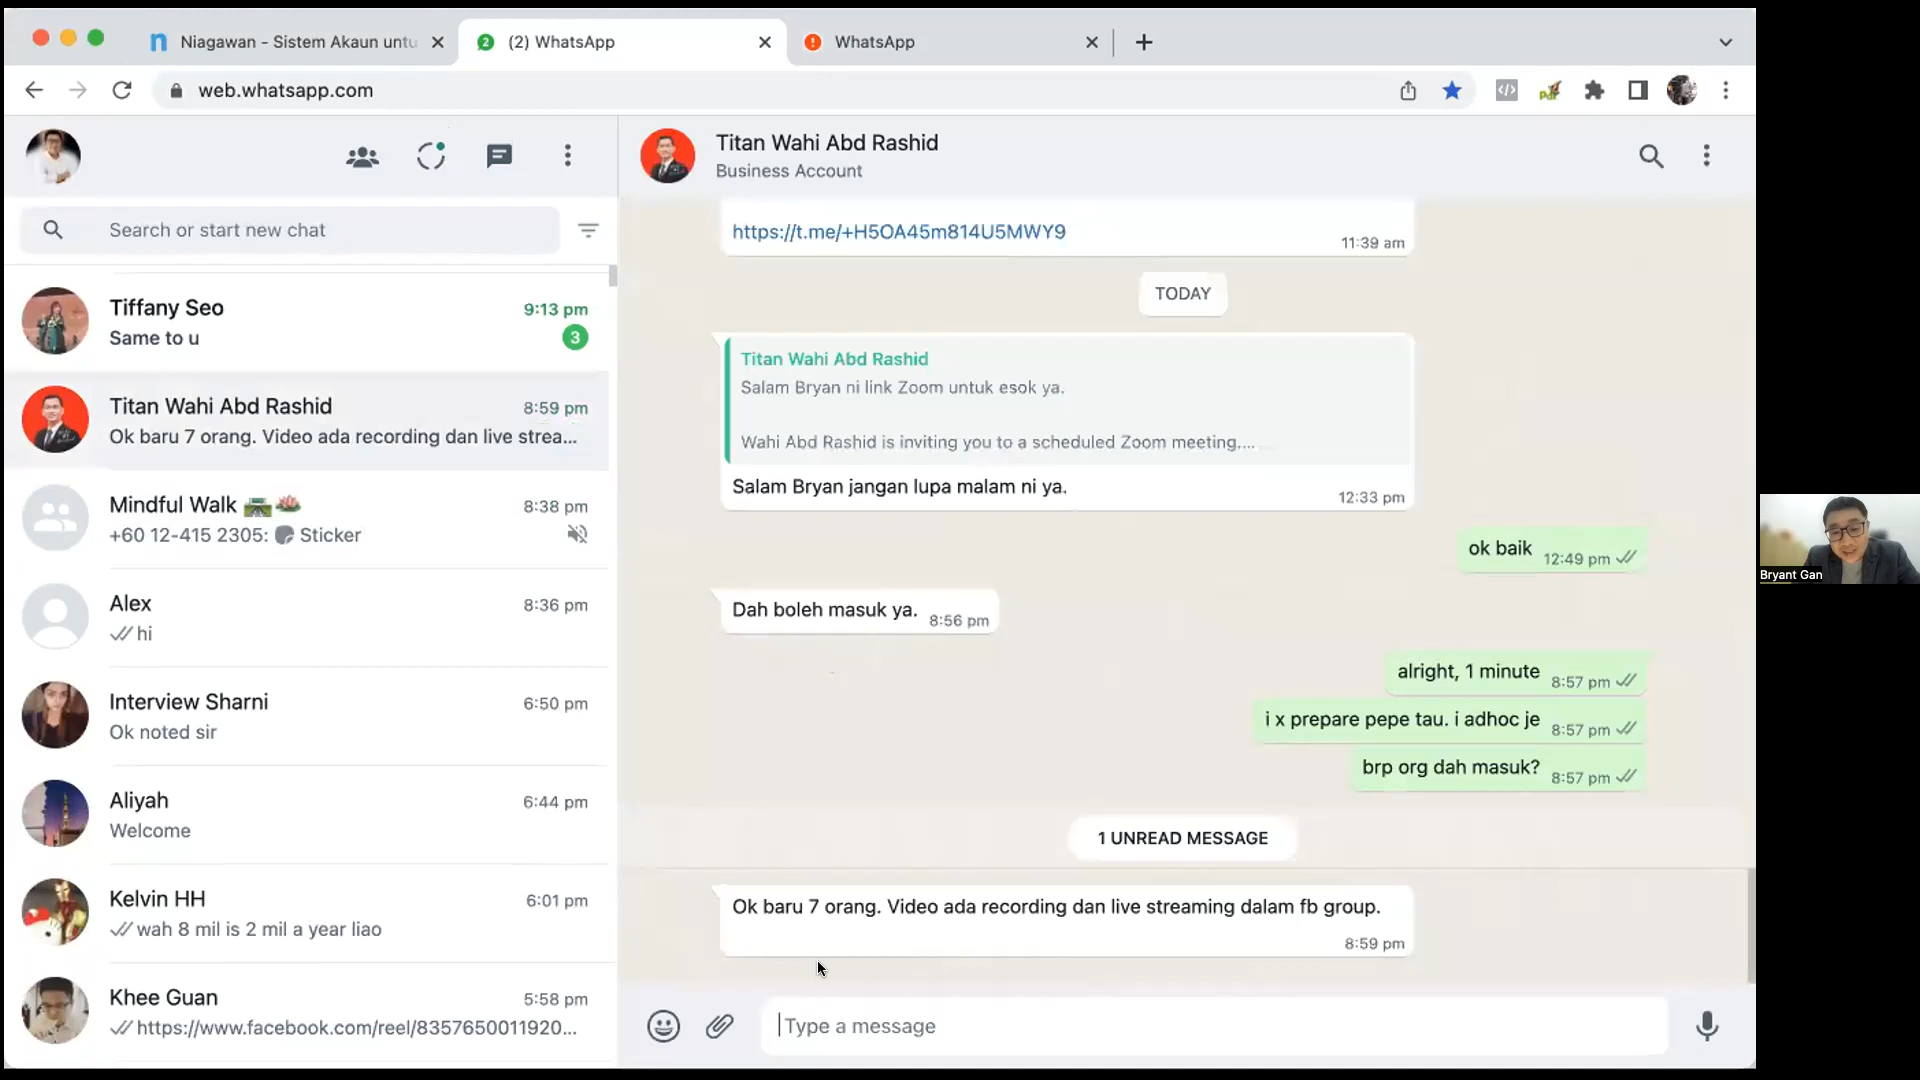 Niagawan - Sistem Akaun untu
(2) WhatsApp
WhatsApp
web.whatsapp.com
Search or start new chat
Tiffany Seo
9:13 pm
Same to u
3
Titan Wahi Abd Rashid
8:59 pm
Ok baru 7 orang. Video ada recording dan live strea...
Mindful Walk
8:38 pm
+60 12-415 2305: Sticker
Alex
8:36 pm
hi
Interview Sharni
6:50 pm
Ok noted sir
Aliyah
6:44 pm
Welcome
Kelvin HH
6:01 pm
wah 8 mil is 2 mil a year liao
Khee Guan
5:58 pm
https://www.facebook.com/reel/8357650011920...
Titan Wahi Abd Rashid
Business Account
https://t.me/+H5OA45m814U5MWY9
11:39 am
TODAY
Titan Wahi Abd Rashid
Salam Bryan ni link Zoom untuk esok ya.
Wahi Abd Rashid is inviting you to a scheduled Zoom meeting....
Salam Bryan jangan lupa malam ni ya.
12:33 pm
ok baik 12:49 pm
Dah boleh masuk ya. 8:56 pm
alright, 1 minute 8:57 pm
i x prepare pepe tau. i adhoc je 8:57 pm
brp org dah masuk? 8:57 pm
1 UNREAD MESSAGE
Ok baru 7 orang. Video ada recording dan live streaming dalam fb group.
8:59 pm
Type a message
Bryant Gan